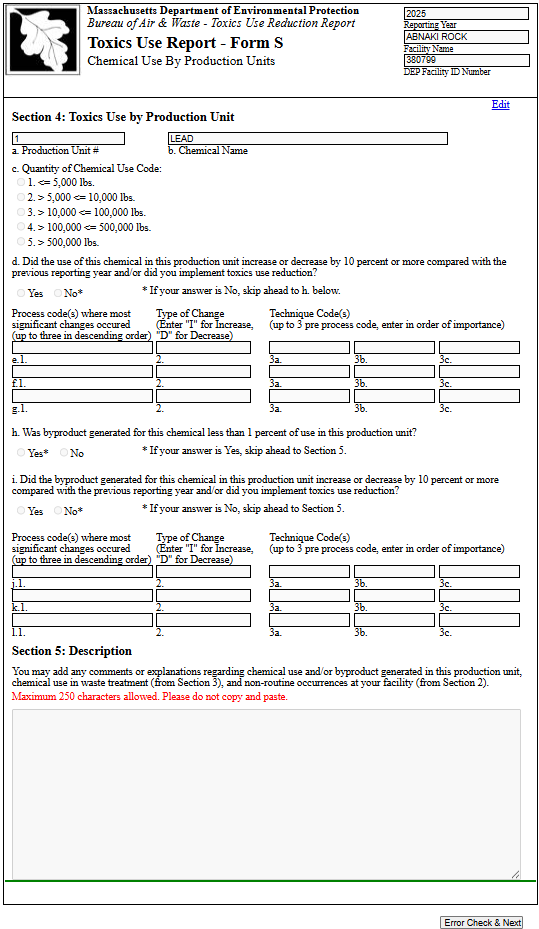 Massachusetts Department of Environmental Protection
Bureau of Air & Waste - Toxics Use Reduction Report
Toxics Use Report - Form S
Chemical Use By Production Units
2025
Reporting Year
ABNAKI ROCK
Facility Name
380799
DEP Facility ID Number
Edit
Section 4: Toxics Use by Production Unit
1 LEAD
a. Production Unit # b. Chemical Name
c. Quantity of Chemical Use Code:
1. <= 5,000 lbs.
2. > 5,000 <= 10,000 lbs.
3. > 10,000 <= 100,000 lbs.
4. > 100,000 <= 500,000 lbs.
5. > 500,000 lbs.
d. Did the use of this chemical in this production unit increase or decrease by 10 percent or more compared with the
previous reporting year and/or did you implement toxics use reduction?
Yes No* * If your answer is No, skip ahead to h. below.
Process code(s) where most Type of Change Technique Code(s)
significant changes occured (Enter "I" for Increase, (up to 3 pre process code, enter in order of importance)
(up to three in descending order) "D" for Decrease)
e.1. 2. 3a. 3b. 3c.
f.1. 2. 3a. 3b. 3c.
g.1. 2. 3a. 3b. 3c.
h. Was byproduct generated for this chemical less than 1 percent of use in this production unit?
Yes* No * If your answer is Yes, skip ahead to Section 5.
i. Did the byproduct generated for this chemical in this production unit increase or decrease by 10 percent or more
compared with the previous reporting year and/or did you implement toxics use reduction?
Yes No* * If your answer is No, skip ahead to Section 5.
Process code(s) where most Type of Change Technique Code(s)
significant changes occured (Enter "I" for Increase, (up to 3 pre process code, enter in order of importance)
(up to three in descending order) "D" for Decrease)
j.1. 2. 3a. 3b. 3c.
k.1. 2. 3a. 3b. 3c.
l.1. 2. 3a. 3b. 3c.
Section 5: Description
You may add any comments or explanations regarding chemical use and/or byproduct generated in this production unit,
chemical use in waste treatment (from Section 3), and non-routine occurrences at your facility (from Section 2).
Maximum 250 characters allowed. Please do not copy and paste.
Error Check & Next